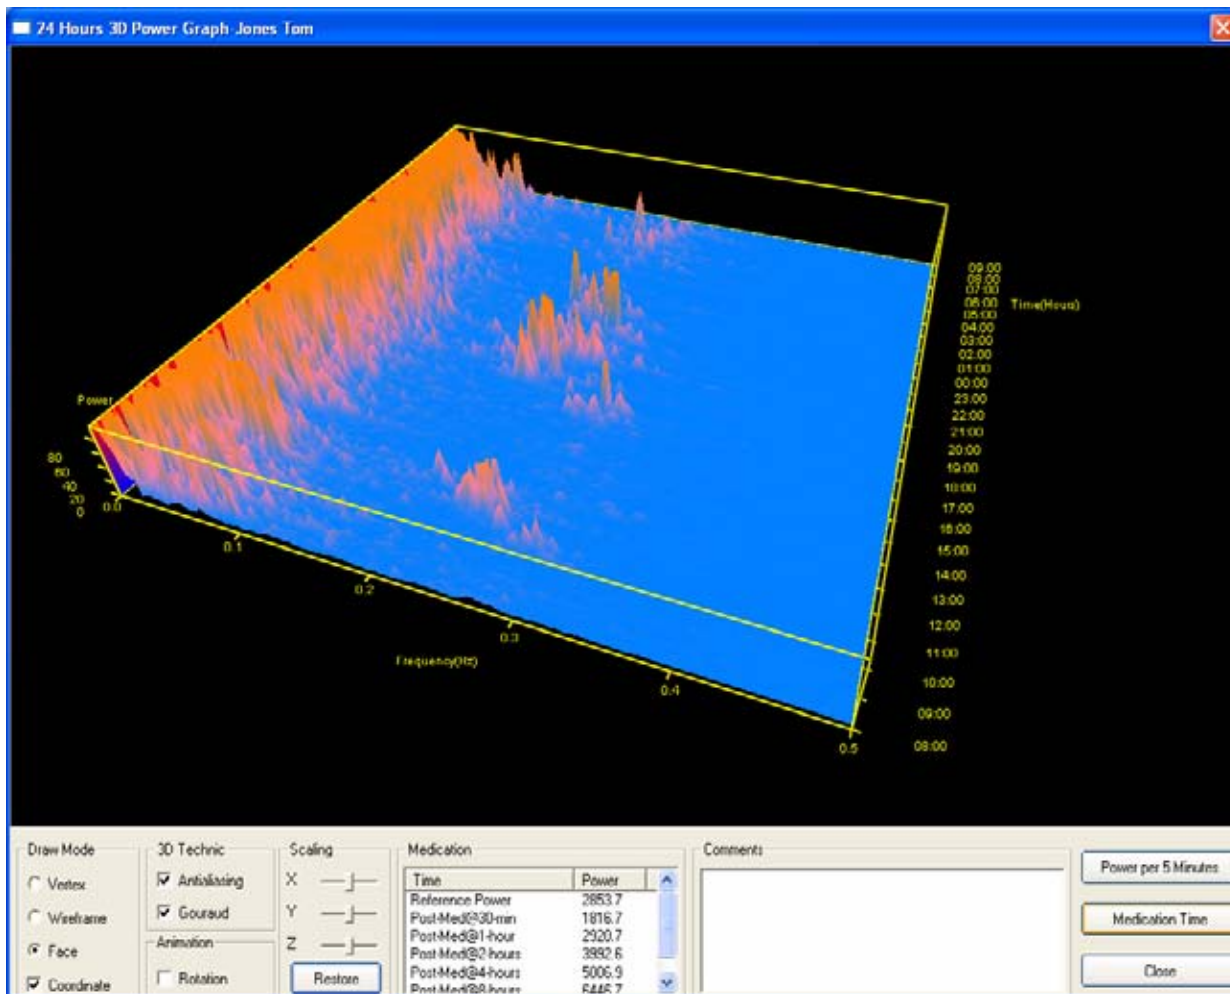 24 Hours 3D Power Graph-Jones Tom
Power
80
60
40
20
0
0.0
0.1
0.2
0.3
0.4
0.5
Frequency(Hz)
09:00
08:00
07:00
06:00
05:00
04:00
03:00
02:00
01:00
00:00
23:00
22:00
21:00
20:00
19:00
18:00
17:00
16:00
15:00
14:00
13:00
12:00
11:00
10:00
09:00
08:00
Time(Hours)
Draw Mode
Vertex
Wireframe
Face
Coordinate
3D Technic
Antialiasing
Gouraud
Animation
Rotation
Scaling
X
Y
Z
Restore
Medication
Time Power
Reference Power 2853.7
Post-Med@30-min 1816.7
Post-Med@1-hour 2920.7
Post-Med@2-hours 3992.6
Post-Med@4-hours 5006.9
Post-Med@8-hours 6446.7
Comments
Power per 5 Minutes
Medication Time
Close